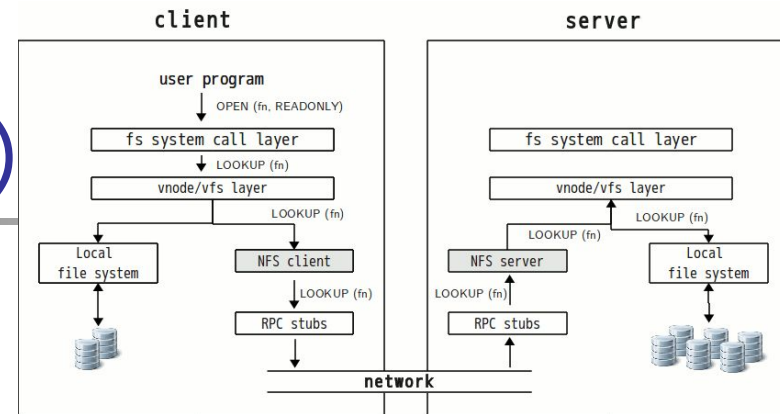 client
server
user program
OPEN (fn, READONLY)
fs system call layer
LOOKUP (fn)
vnode/vfs layer
LOOKUP (fn)
Local
file system
NFS client
LOOKUP (fn)
RPC stubs
fs system call layer
vnode/vfs layer
LOOKUP (fn)
LOOKUP (fn)
NFS server
Local
file system
LOOKUP (fn)
RPC stubs
network